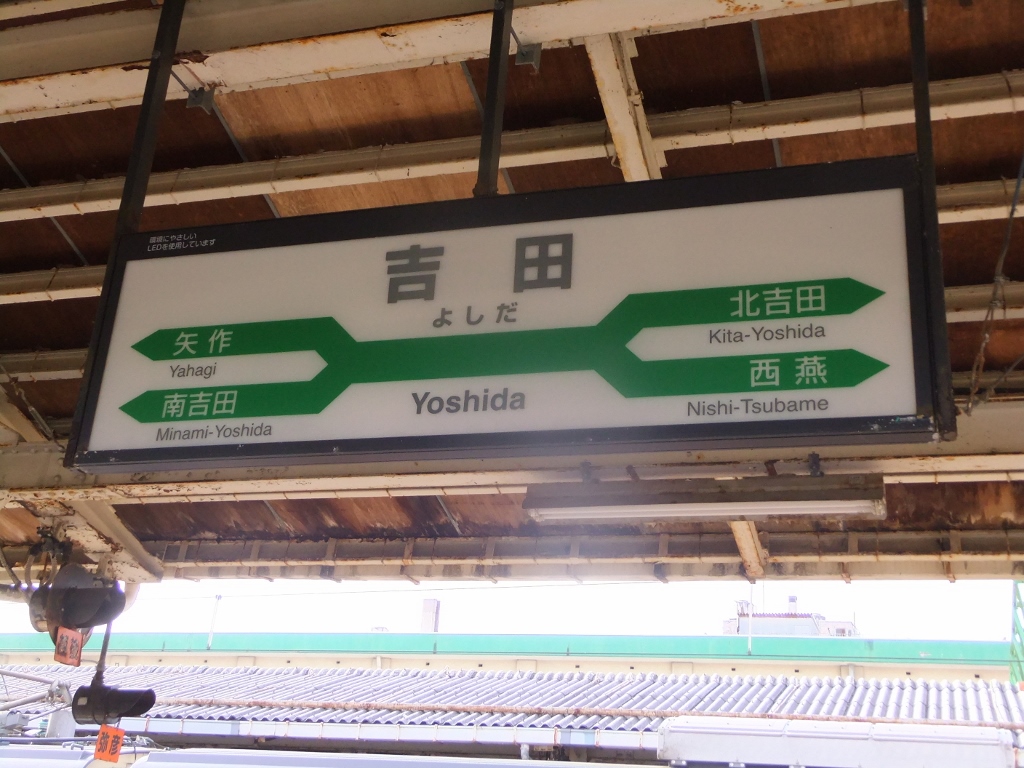 環境にやさしい
LEDを使用しています
吉田
よしだ
矢作
Yahagi
南吉田
Minami-Yoshida
Yoshida
北吉田
Kita-Yoshida
西燕
Nishi-Tsubame
弥彦